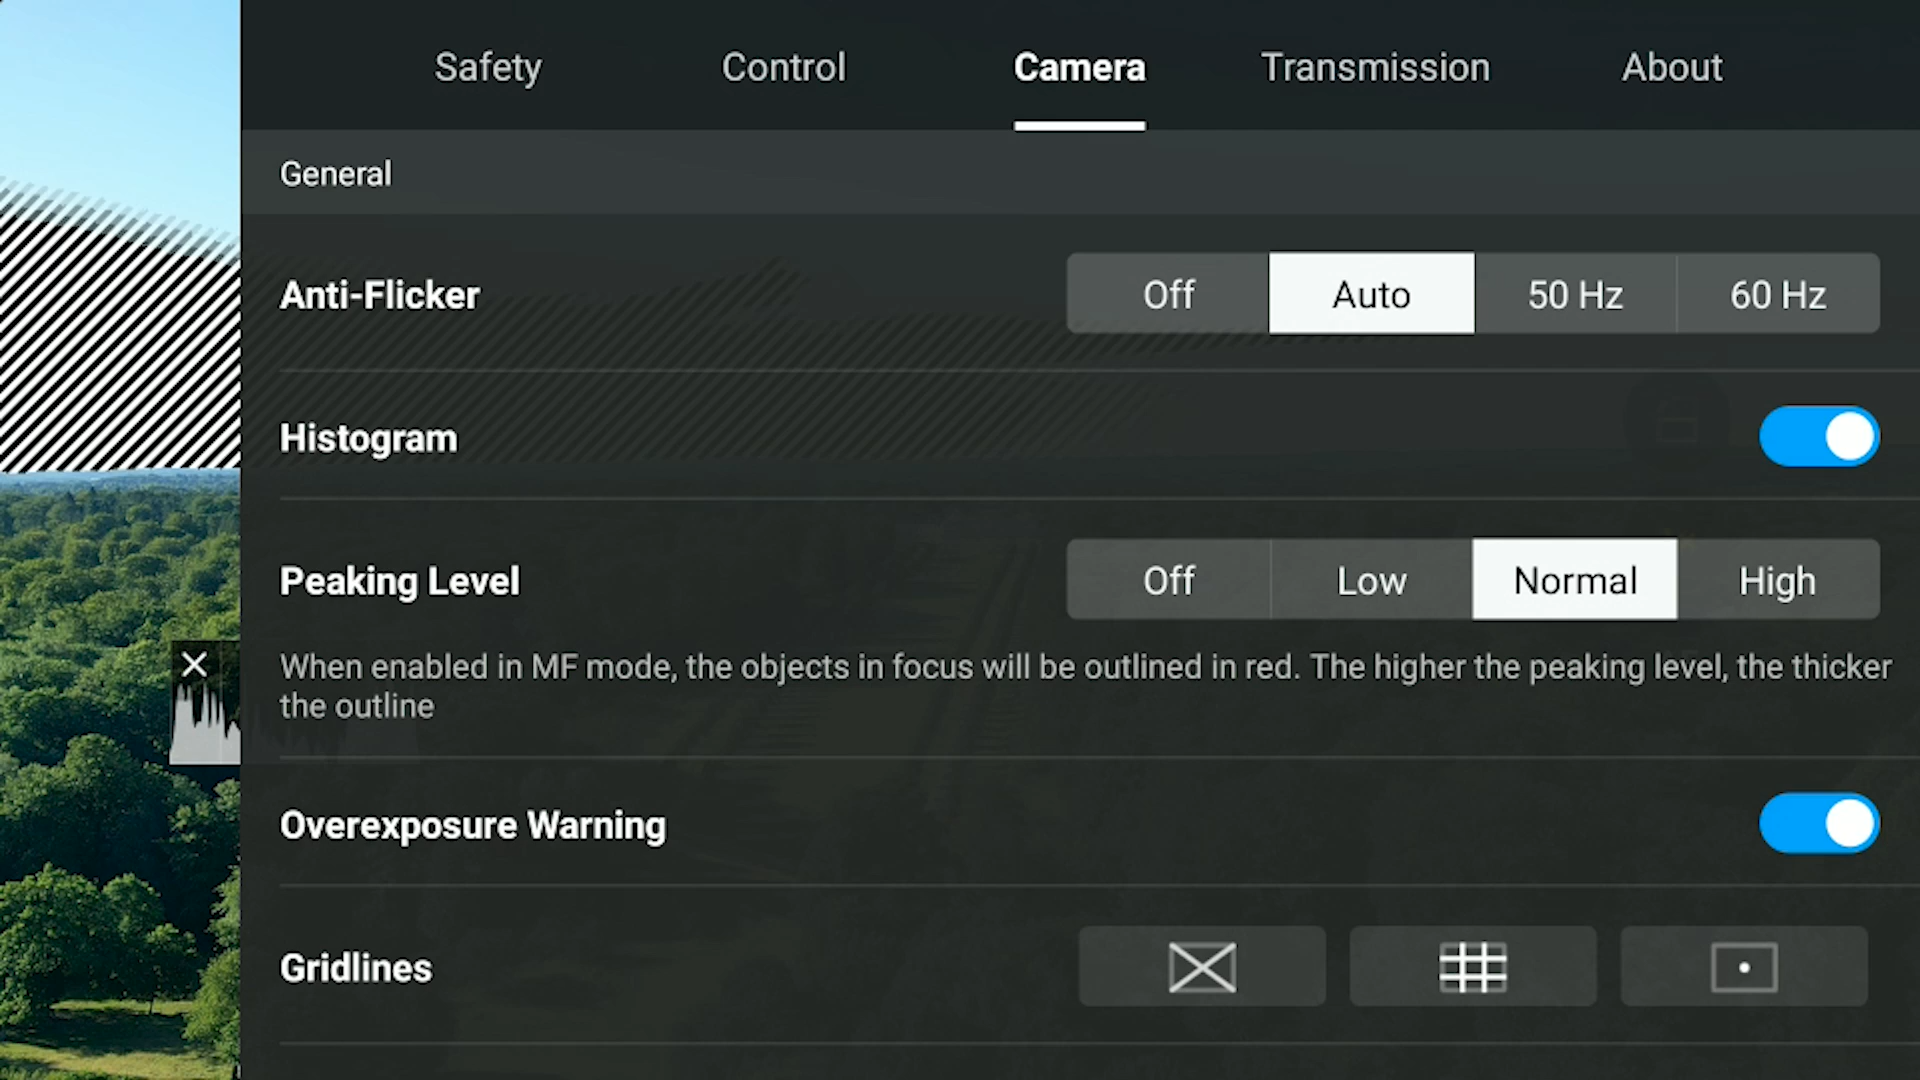 Safety Control Camera Transmission About
General
Anti-Flicker Off Auto 50 Hz 60 Hz
Histogram
Peaking Level Off Low Normal High
When enabled in MF mode, the objects in focus will be outlined in red. The higher the peaking level, the thicker
the outline
Overexposure Warning
Gridlines